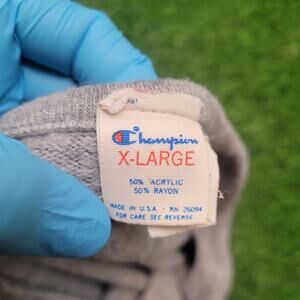 Champion
X-LARGE
50% ACRYLIC
50% RAYON
MADE IN U.S.A. · RN 26094
FOR CARE SEE REVERSE